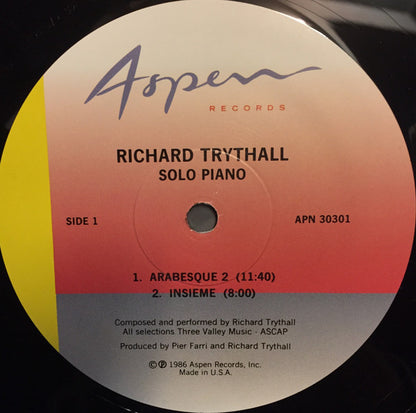 Aspen
RECORDS
RICHARD TRYTHALL
SOLO PIANO
SIDE 1 APN 30301
1. ARABESQUE 2 (11:40)
2. INSIEME (8:00)
Composed and performed by Richard Trythall
All selections Three Valley Music - ASCAP
Produced by Pier Farri and Richard Trythall
©℗ 1986 Aspen Records, Inc.
Made in U.S.A.